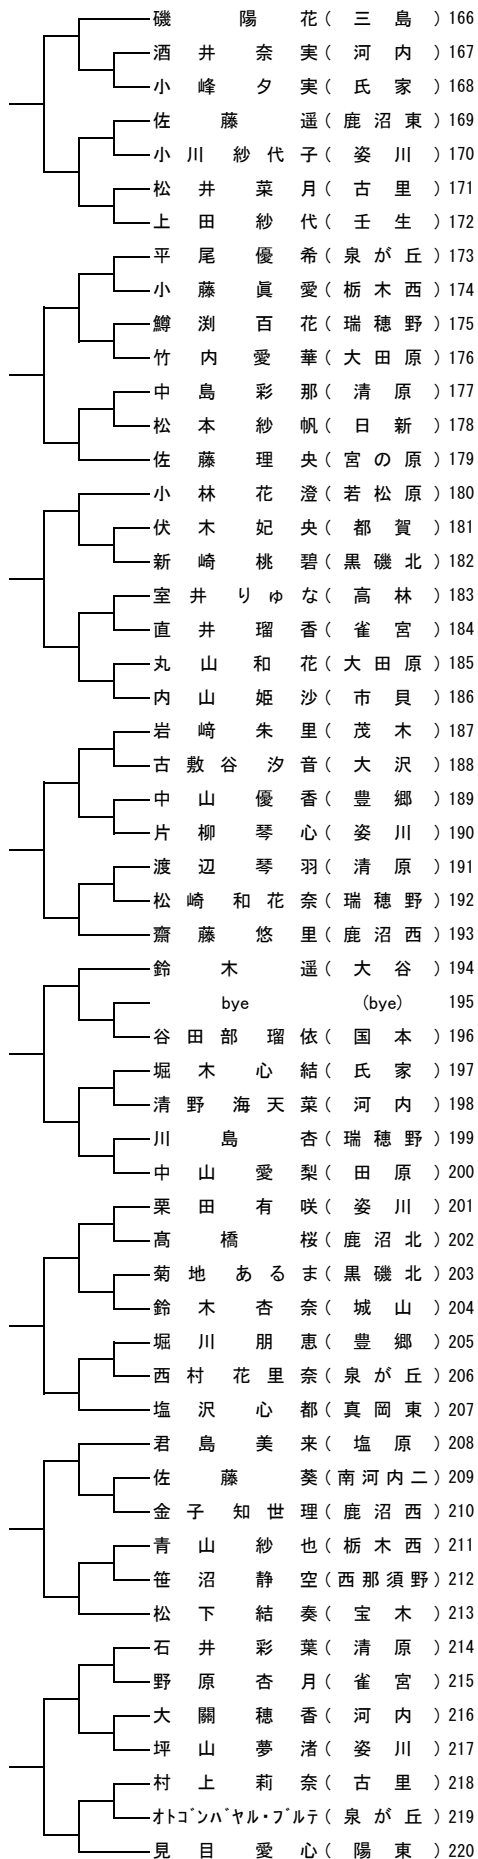 磯 陽 花 ( 三 島 ) 166
酒 井 奈 実 ( 河 内 ) 167
小 峰 夕 実 ( 氏 家 ) 168
佐 藤 遥 ( 鹿 沼 東 ) 169
小 川 紗 代 子 ( 姿 川 ) 170
松 井 菜 月 ( 古 里 ) 171
上 田 紗 代 ( 壬 生 ) 172
平 尾 優 希 ( 泉 が 丘 ) 173
小 藤 眞 愛 ( 栃 木 西 ) 174
鱒 渕 百 花 ( 瑞 穂 野 ) 175
竹 内 愛 華 ( 大 田 原 ) 176
中 島 彩 那 ( 清 原 ) 177
松 本 紗 帆 ( 日 新 ) 178
佐 藤 理 央 ( 宮 の 原 ) 179
小 林 花 澄 ( 若 松 原 ) 180
伏 木 妃 央 ( 都 賀 ) 181
新 崎 桃 碧 ( 黒 磯 北 ) 182
室 井 り ゅ な ( 高 林 ) 183
直 井 瑠 香 ( 雀 宮 ) 184
丸 山 和 花 ( 大 田 原 ) 185
内 山 姫 沙 ( 市 貝 ) 186
岩 﨑 朱 里 ( 茂 木 ) 187
古 敷 谷 汐 音 ( 大 沢 ) 188
中 山 優 香 ( 豊 郷 ) 189
片 柳 琴 心 ( 姿 川 ) 190
渡 辺 琴 羽 ( 清 原 ) 191
松 崎 和 花 奈 ( 瑞 穂 野 ) 192
齋 藤 悠 里 ( 鹿 沼 西 ) 193
鈴 木 遥 ( 大 谷 ) 194
bye (bye) 195
谷 田 部 瑠 依 ( 国 本 ) 196
堀 木 心 結 ( 氏 家 ) 197
清 野 海 天 菜 ( 河 内 ) 198
川 島 杏 ( 瑞 穂 野 ) 199
中 山 愛 梨 ( 田 原 ) 200
栗 田 有 咲 ( 姿 川 ) 201
髙 橋 桜 ( 鹿 沼 北 ) 202
菊 地 あ る ま ( 黒 磯 北 ) 203
鈴 木 杏 奈 ( 城 山 ) 204
堀 川 朋 恵 ( 豊 郷 ) 205
西 村 花 里 奈 ( 泉 が 丘 ) 206
塩 沢 心 都 ( 真 岡 東 ) 207
君 島 美 来 ( 塩 原 ) 208
佐 藤 葵 ( 南 河 内 二 ) 209
金 子 知 世 理 ( 鹿 沼 西 ) 210
青 山 紗 也 ( 栃 木 西 ) 211
笹 沼 静 空 ( 西 那 須 野 ) 212
松 下 結 奏 ( 宝 木 ) 213
石 井 彩 葉 ( 清 原 ) 214
野 原 杏 月 ( 雀 宮 ) 215
大 關 穂 香 ( 河 内 ) 216
坪 山 夢 渚 ( 姿 川 ) 217
村 上 莉 奈 ( 古 里 ) 218
ｵﾄｺﾞﾝﾊﾞﾔﾙ・ﾌﾞﾙﾃ ( 泉 が 丘 ) 219
見 目 愛 心 ( 陽 東 ) 220